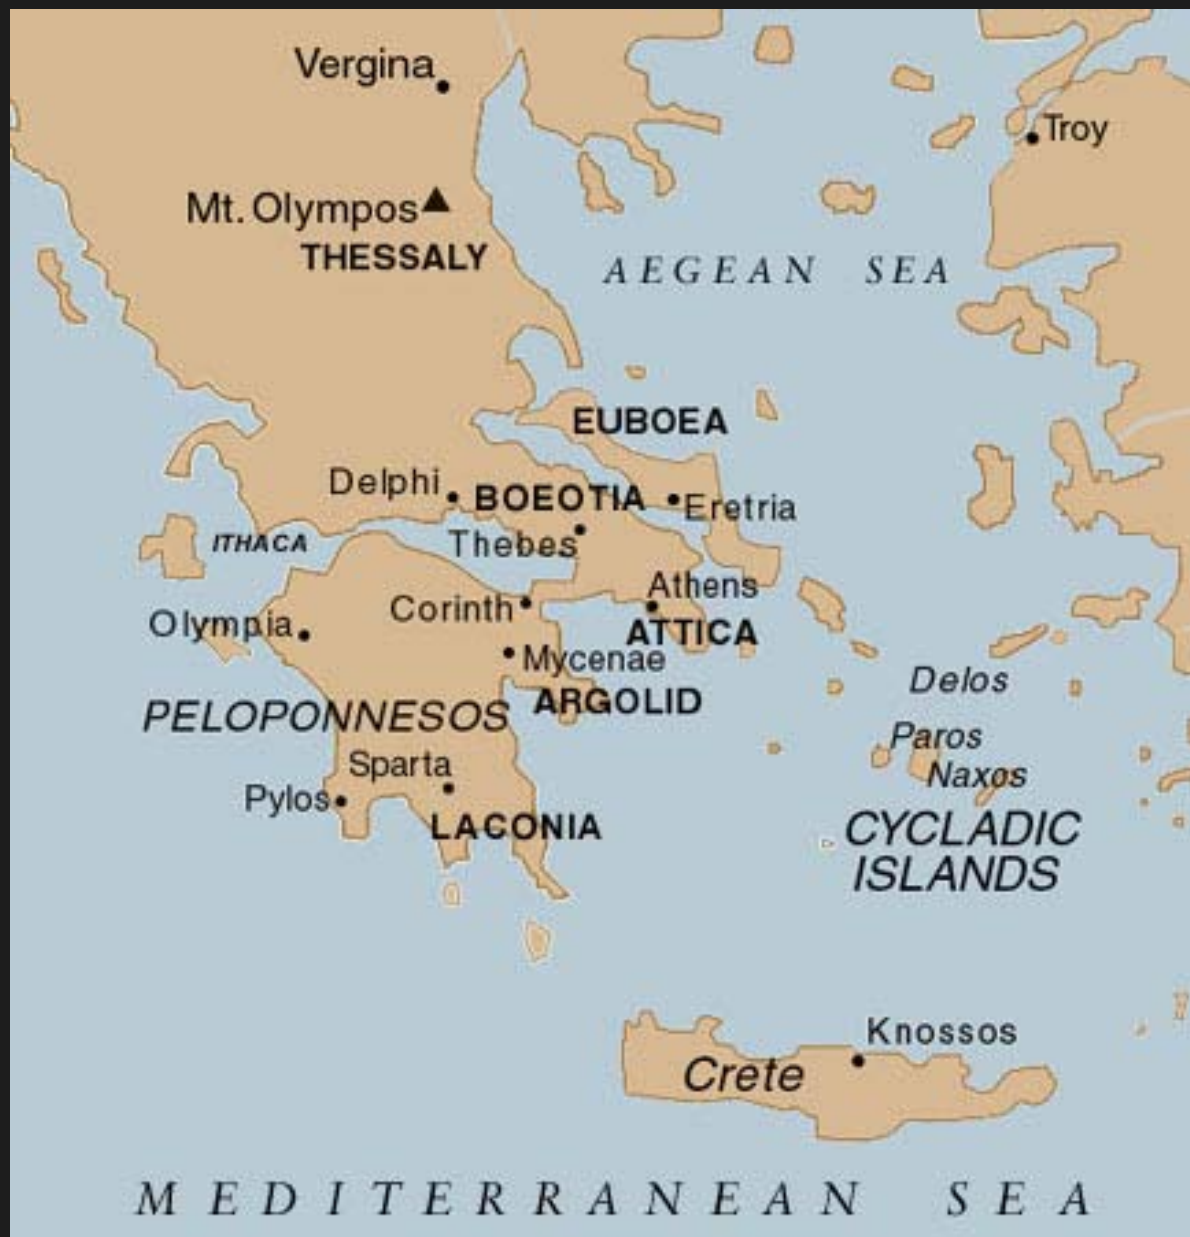 Vergina
Troy
Mt. Olympos
THESSALY
AEGEAN SEA
EUBOEA
Delphi
BOEOTIA
Eretria
ITHACA
Thebes
Athens
Corinth
Olympia
ATTICA
Mycenae
Delos
ARGOLID
PELOPONNESOS
Paros
Sparta
Naxos
Pylos
LACONIA
CYCLADIC
ISLANDS
Knossos
Crete
MEDITERRANEAN SEA